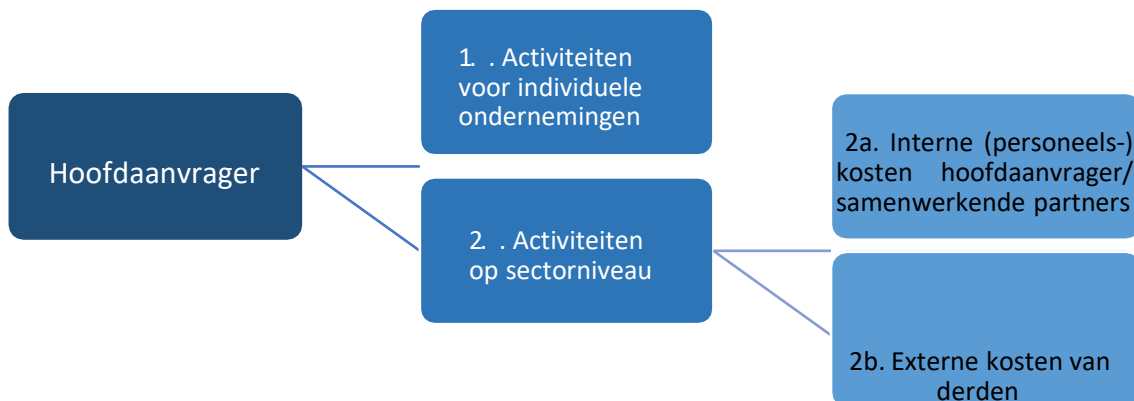 Hoofdaanvrager
1. . Activiteiten
voor individuele
ondernemingen
2. . Activiteiten
op sectorniveau
2a. Interne (personeels-)
kosten hoofdaanvrager/
samenwerkende partners
2b. Externe kosten van
derden